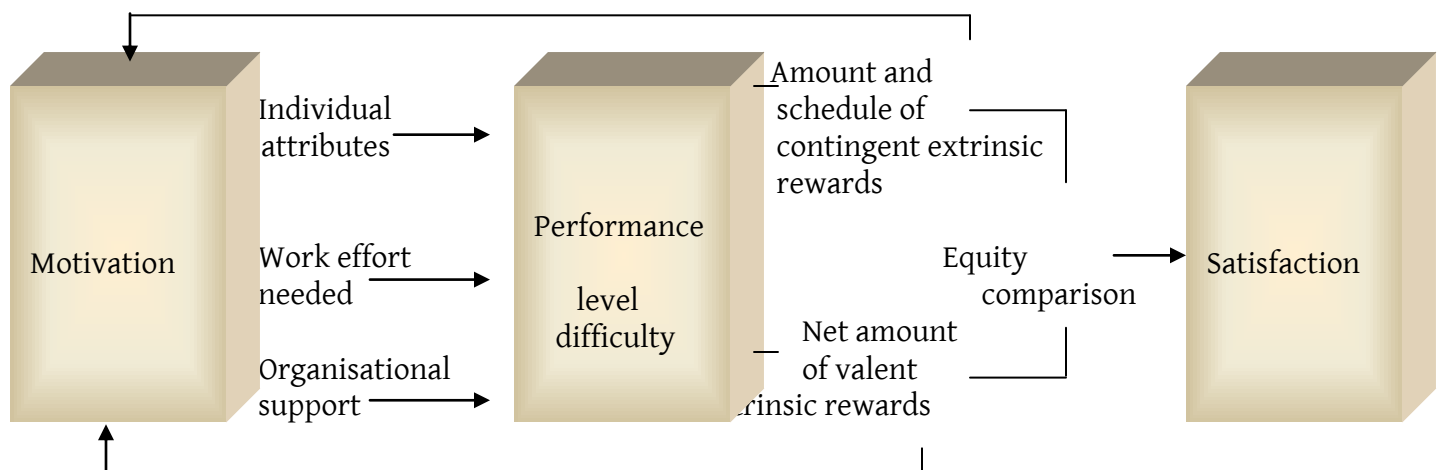 Motivation
Individual
attributes
Work effort
needed
Organisational
support
Performance
level
difficulty
Amount and
schedule of
contingent extrinsic
rewards
Net amount
of valent
rewards
Equity
comparison
Satisfaction